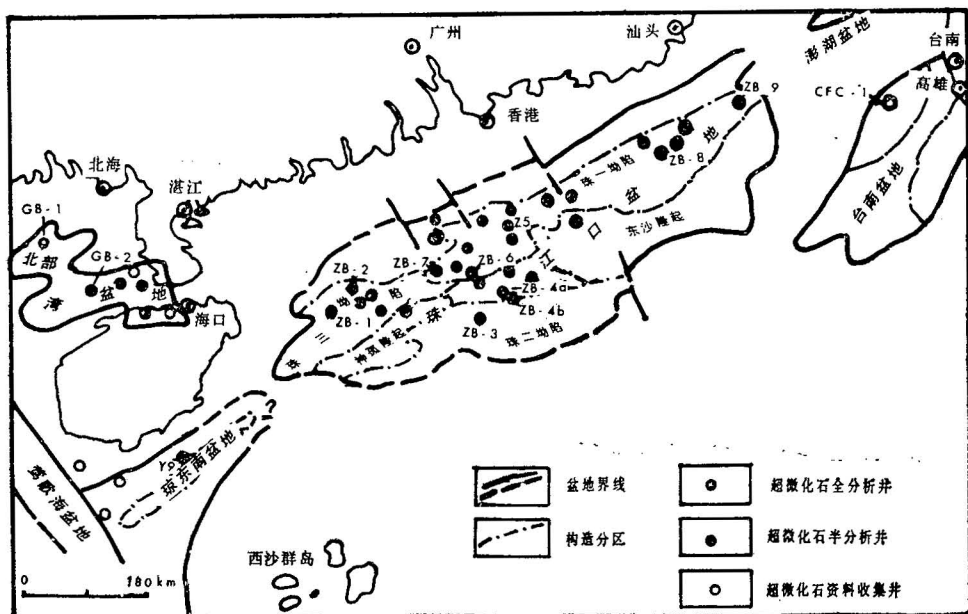 广州
汕头
澎湖盆地
台南
高雄
CFC-1
台南盆地
香港
ZB-9
ZB-8
珠一坳陷
东沙隆起
珠江口盆地
北海
湛江
GB-1
GB-2
北部湾盆地
海口
Z5
ZB-2
ZB-7
ZB-6
ZB-4a
ZB-4b
ZB-1
ZB-3
珠三坳陷
神狐隆起
珠二坳陷
Y9
琼东南盆地
莺歌海盆地
西沙群岛
0 180km
盆地界线
构造分区
超微化石全分析井
超微化石半分析井
超微化石资料收集井